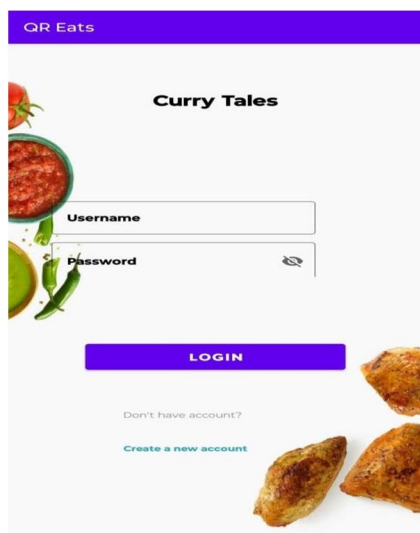 QR Eats
Curry Tales
Username
Password
LOGIN
Don't have account?
Create a new account